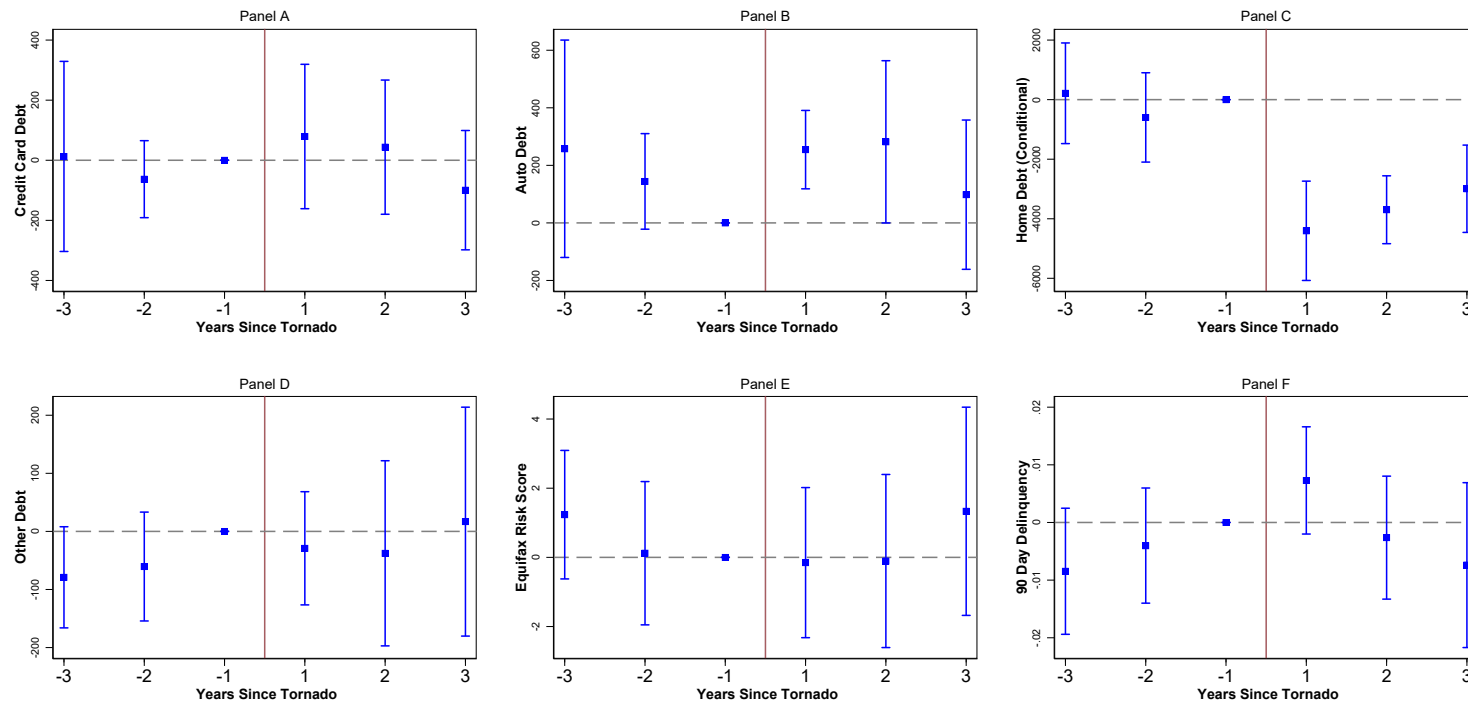 Panel A
400
200
0
200
400
Credit Card Debt
-3 -2 -1 1 2 3
Years Since Tornado
Panel B
600
400
200
0
-200
Auto Debt
-3 -2 -1 1 2 3
Years Since Tornado
Panel C
2000
0
-2000
-4000
-6000
Home Debt (Conditional)
-3 -2 -1 1 2 3
Years Since Tornado
Panel D
200
100
0
-100
-200
Other Debt
-3 -2 -1 1 2 3
Years Since Tornado
Panel E
4
2
0
-2
Equifax Risk Score
-3 -2 -1 1 2 3
Years Since Tornado
Panel F
.02
.01
0
-.01
-.02
90 Day Delinquency
-3 -2 -1 1 2 3
Years Since Tornado